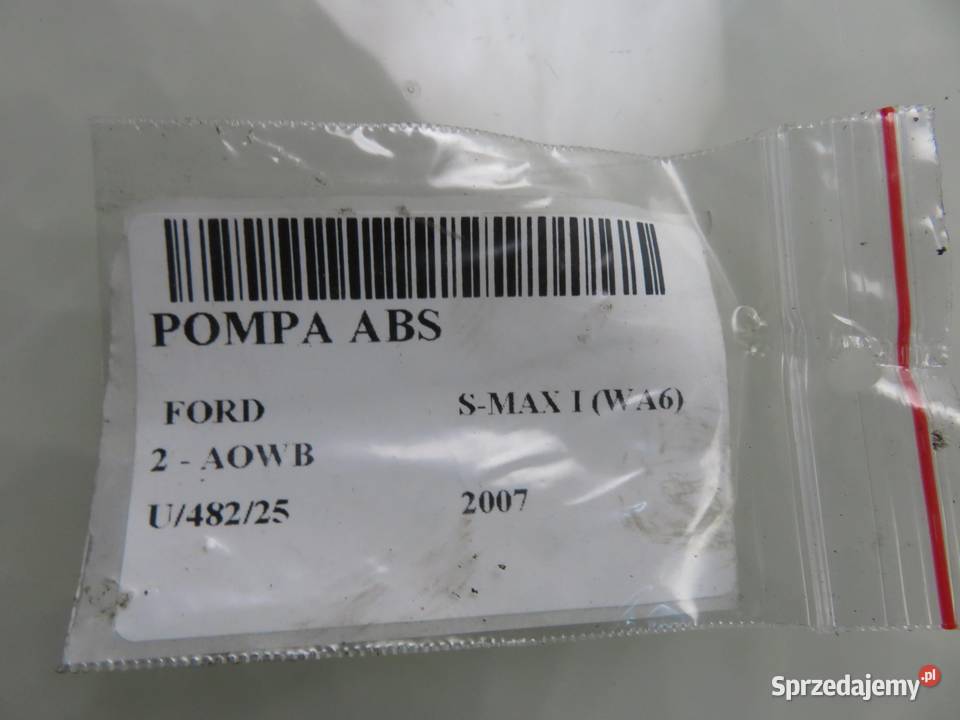 POMPA ABS
FORD S-MAX I (WA6)
2 - AOWB
U/482/25 2007
Sprzedajemy.pl